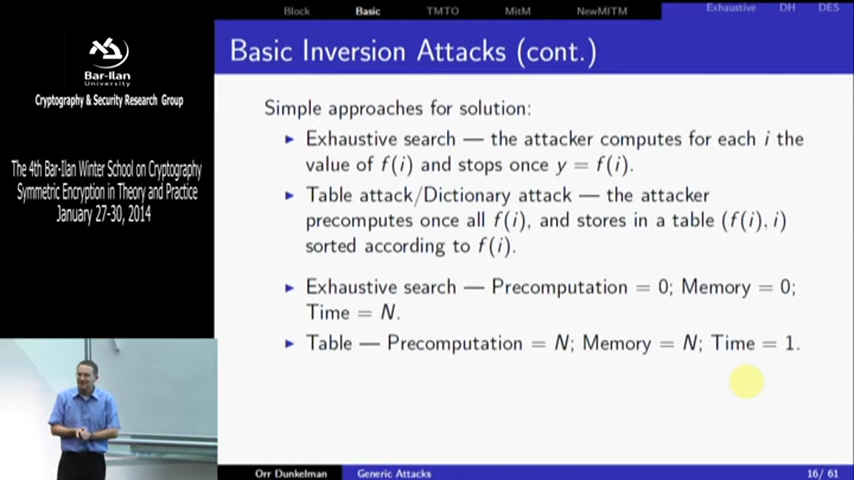 Block Basic TMTO MitM NewMITM Exhaustive DH DES
Basic Inversion Attacks (cont.)
Bar-Ilan
University
Cryptography & Security Research Group
The 4th Bar-Ilan Winter School on Cryptography
Symmetric Encryption in Theory and Practice
January 27-30, 2014
Simple approaches for solution:
► Exhaustive search — the attacker computes for each i the
value of f(i) and stops once y = f(i).
► Table attack/Dictionary attack — the attacker
precomputes once all f(i), and stores in a table (f(i), i)
sorted according to f(i).
► Exhaustive search — Precomputation = 0; Memory = 0;
Time = N.
► Table — Precomputation = N; Memory = N; Time = 1.
Orr Dunkelman Generic Attacks 16/ 61